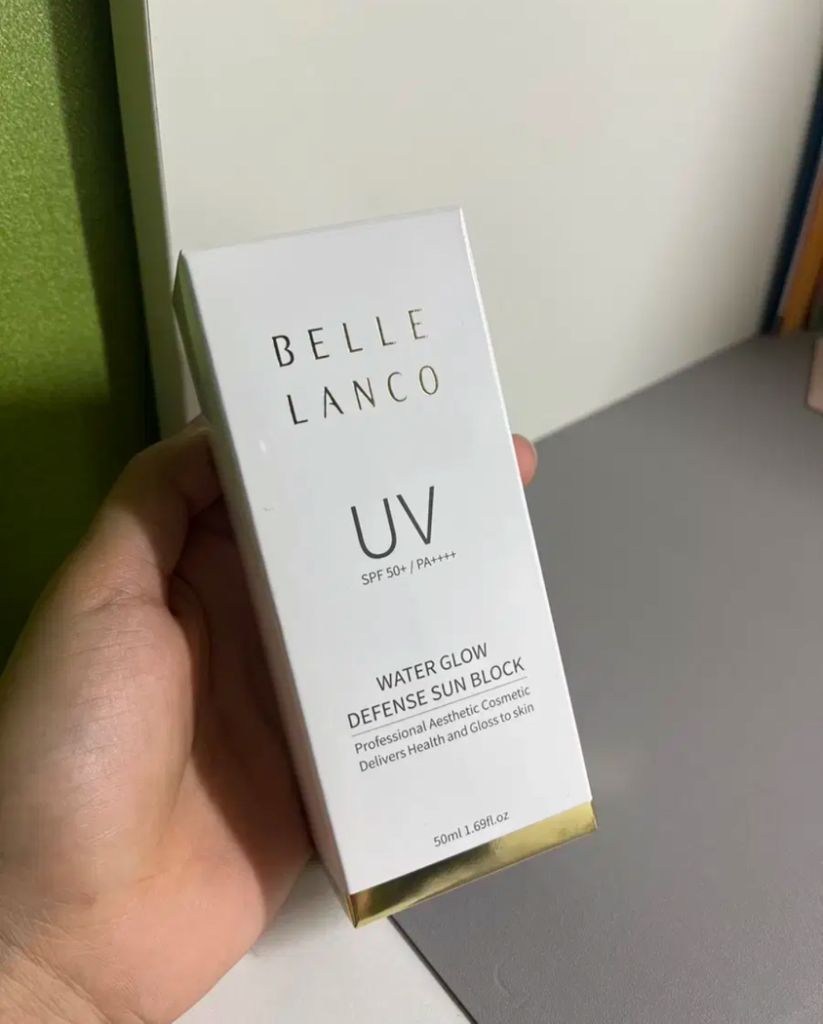 BELLE
LANCO
UV
SPF 50+ / PA++++
WATER GLOW
DEFENSE SUN BLOCK
Professional Aesthetic Cosmetic
Delivers Health and Gloss to skin
50ml 1.69fl.oz